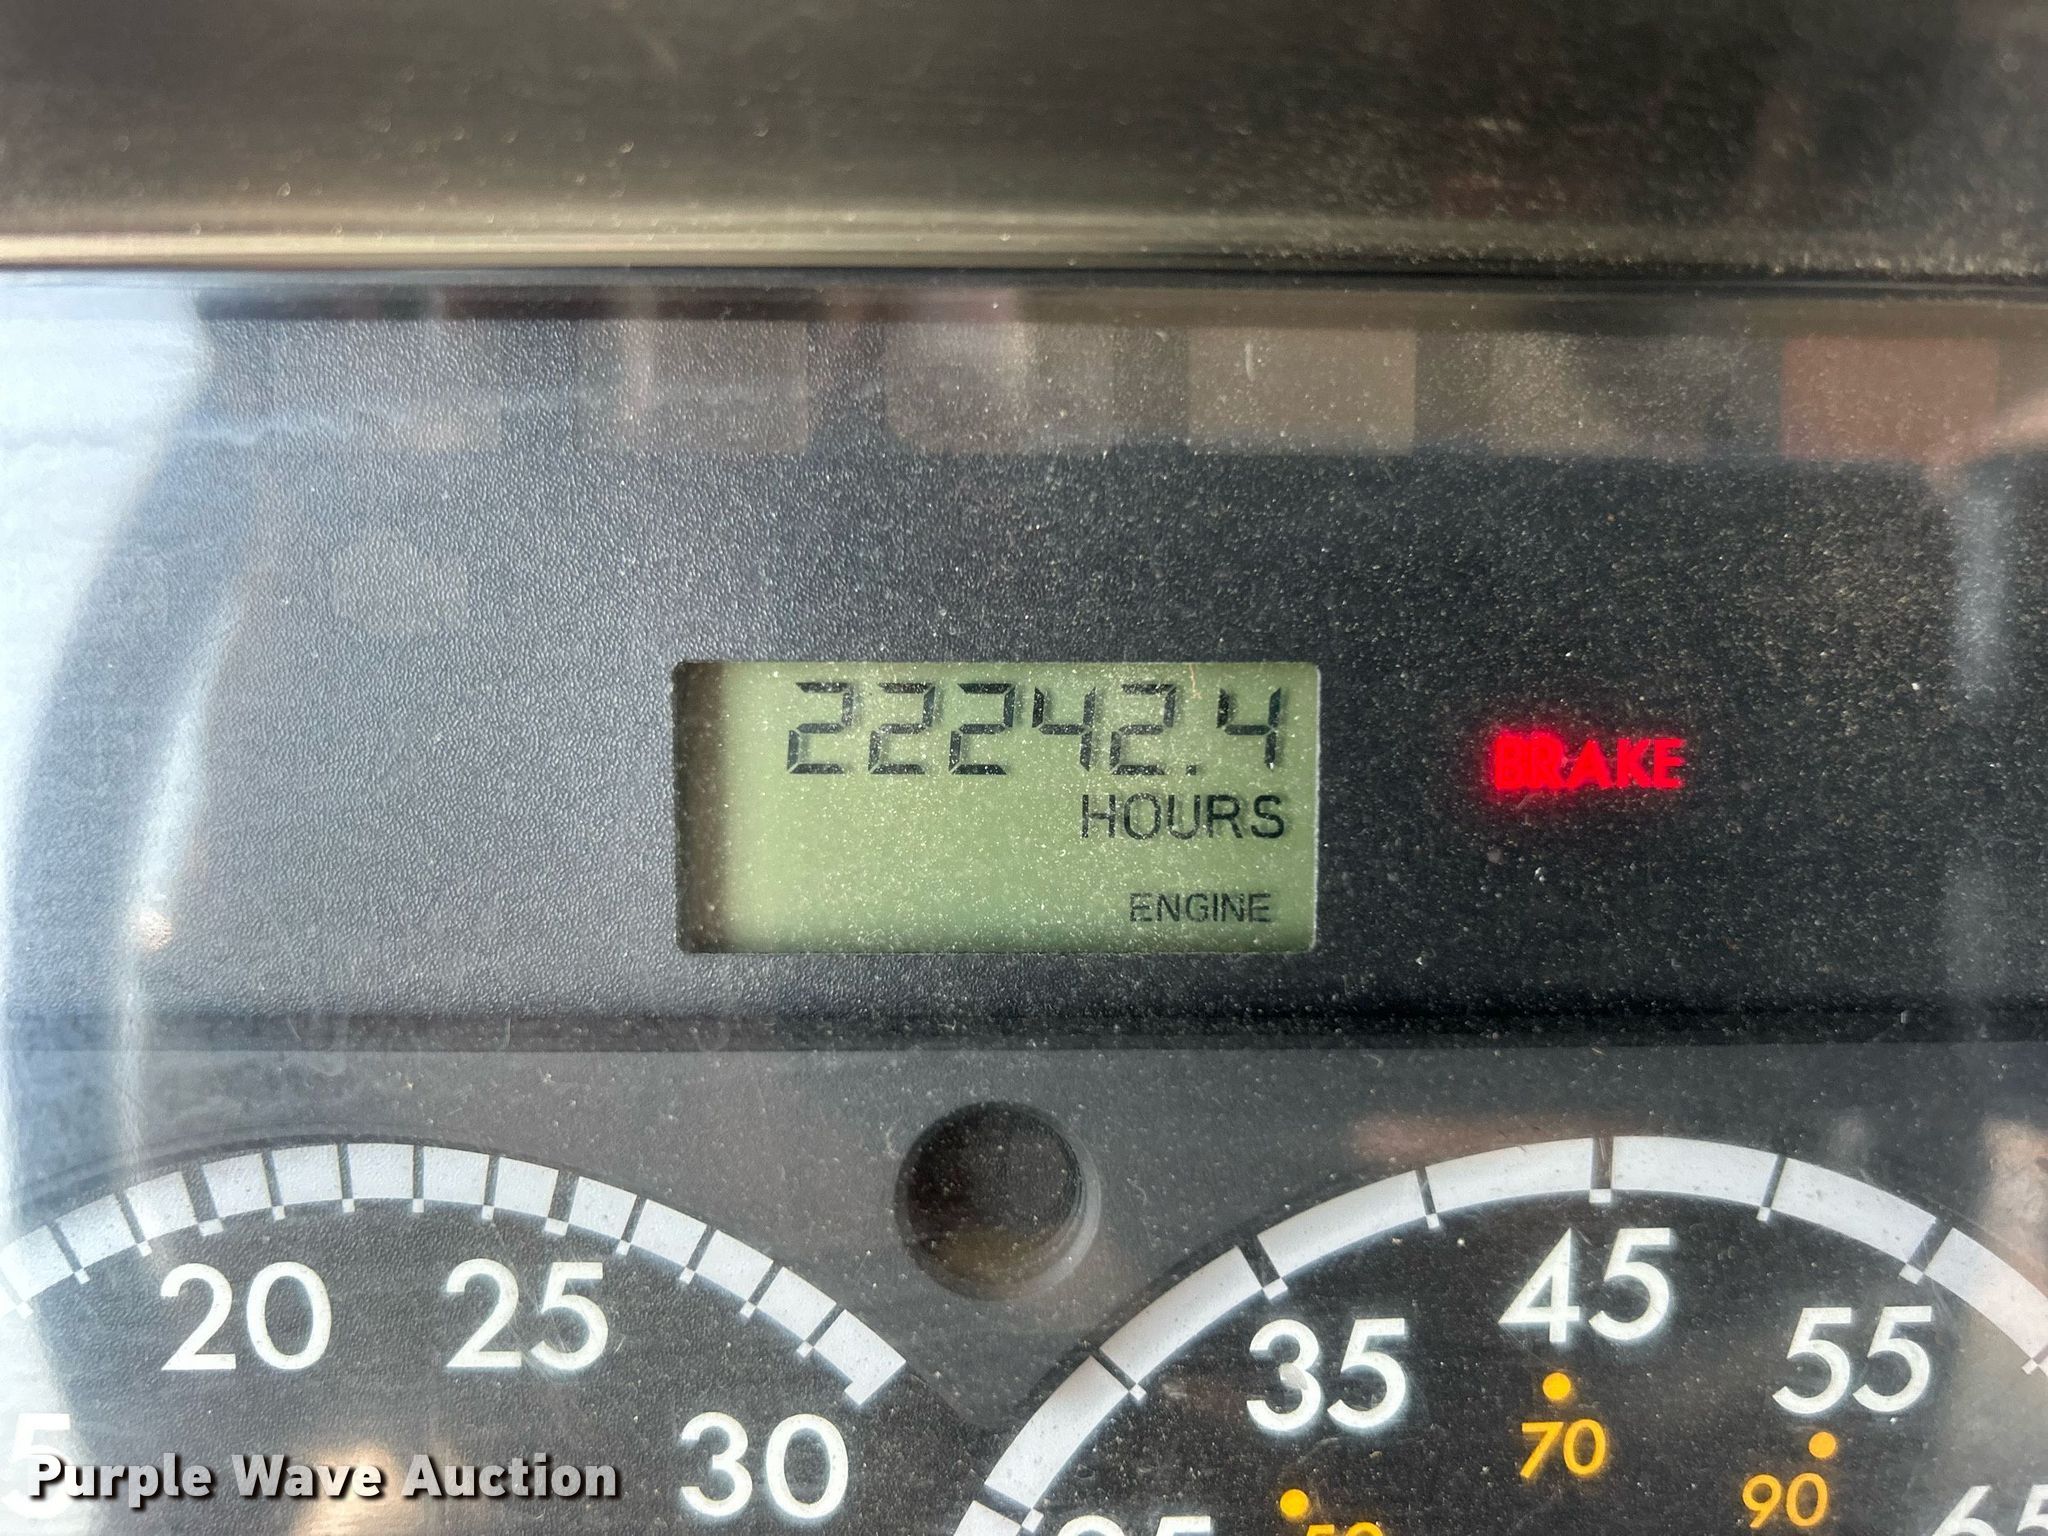 22242.4
HOURS
BRAKE
ENGINE
20
25
30
35
45
55
70
90
Purple Wave Auction